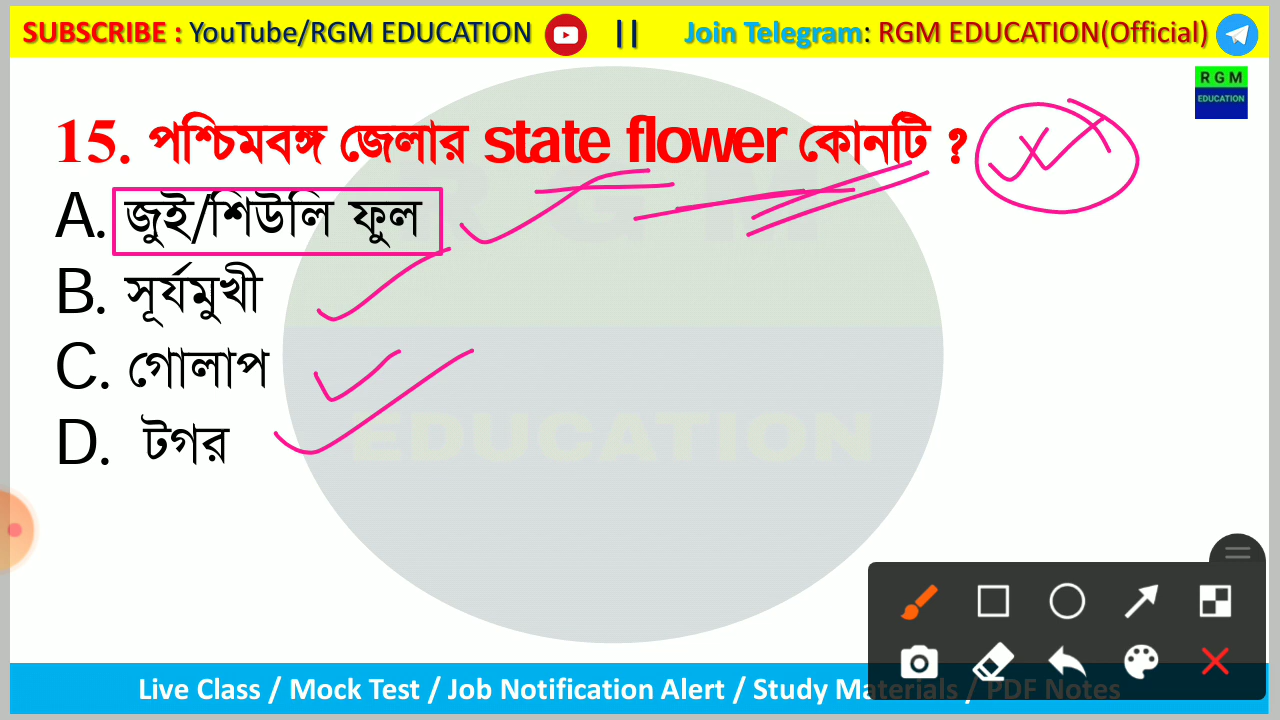 SUBSCRIBE : YouTube/RGM EDUCATION || Join Telegram: RGM EDUCATION(Official)
RGM
EDUCATION
15. পশ্চিমবঙ্গ জেলার state flower কোনটি ?
A. জুই/শিউলি ফুল
B. সূর্যমুখী
C. গোলাপ
D. টগর
EDUCATION
Live Class / Mock Test / Job Notification Alert / Study Materials / PDF Notes